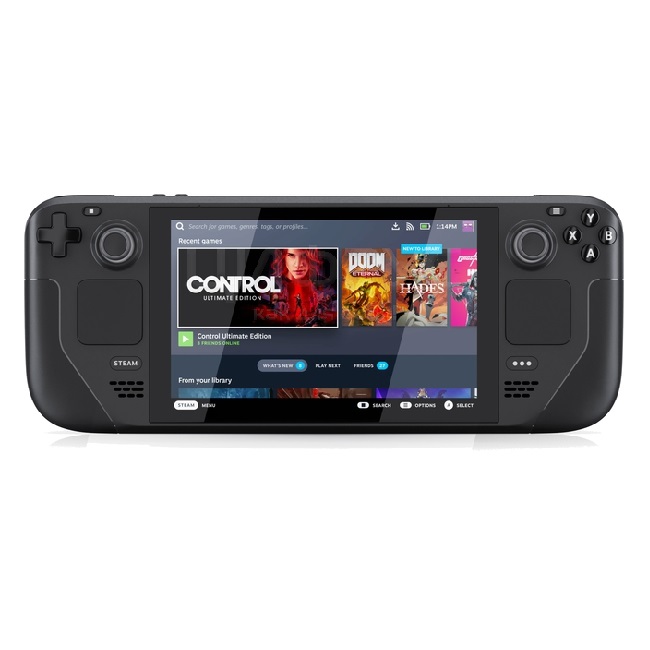 Search for games, genres, tags, or profiles...
1:14PM
Recent games
NEW TO LIBRARY
CONTROL
ULTIMATE EDITION
DOOM
ETERNAL
HADES
Control Ultimate Edition
3 FRIENDS ONLINE
WHAT'S NEW
PLAY NEXT
FRIENDS 27
From your library
STEAM MENU
SEARCH
OPTIONS
A SELECT
STEAM
Y
X
B
A